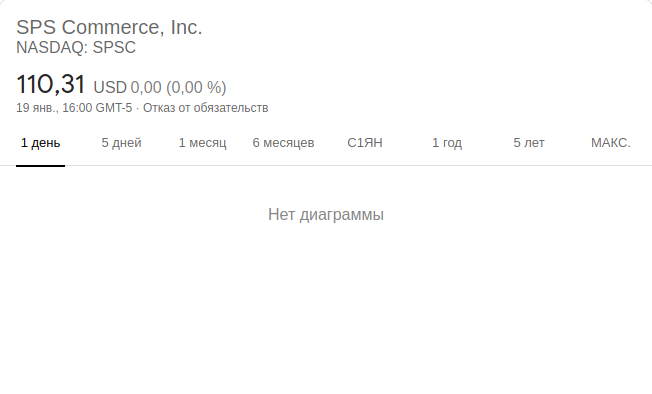 SPS Commerce, Inc.
NASDAQ: SPSC
110,31 USD 0,00 (0,00 %)
19 янв., 16:00 GMT-5 · Отказ от обязательств
1 день 5 дней 1 месяц 6 месяцев С1ЯН 1 год 5 лет МАКС.
Нет диаграммы